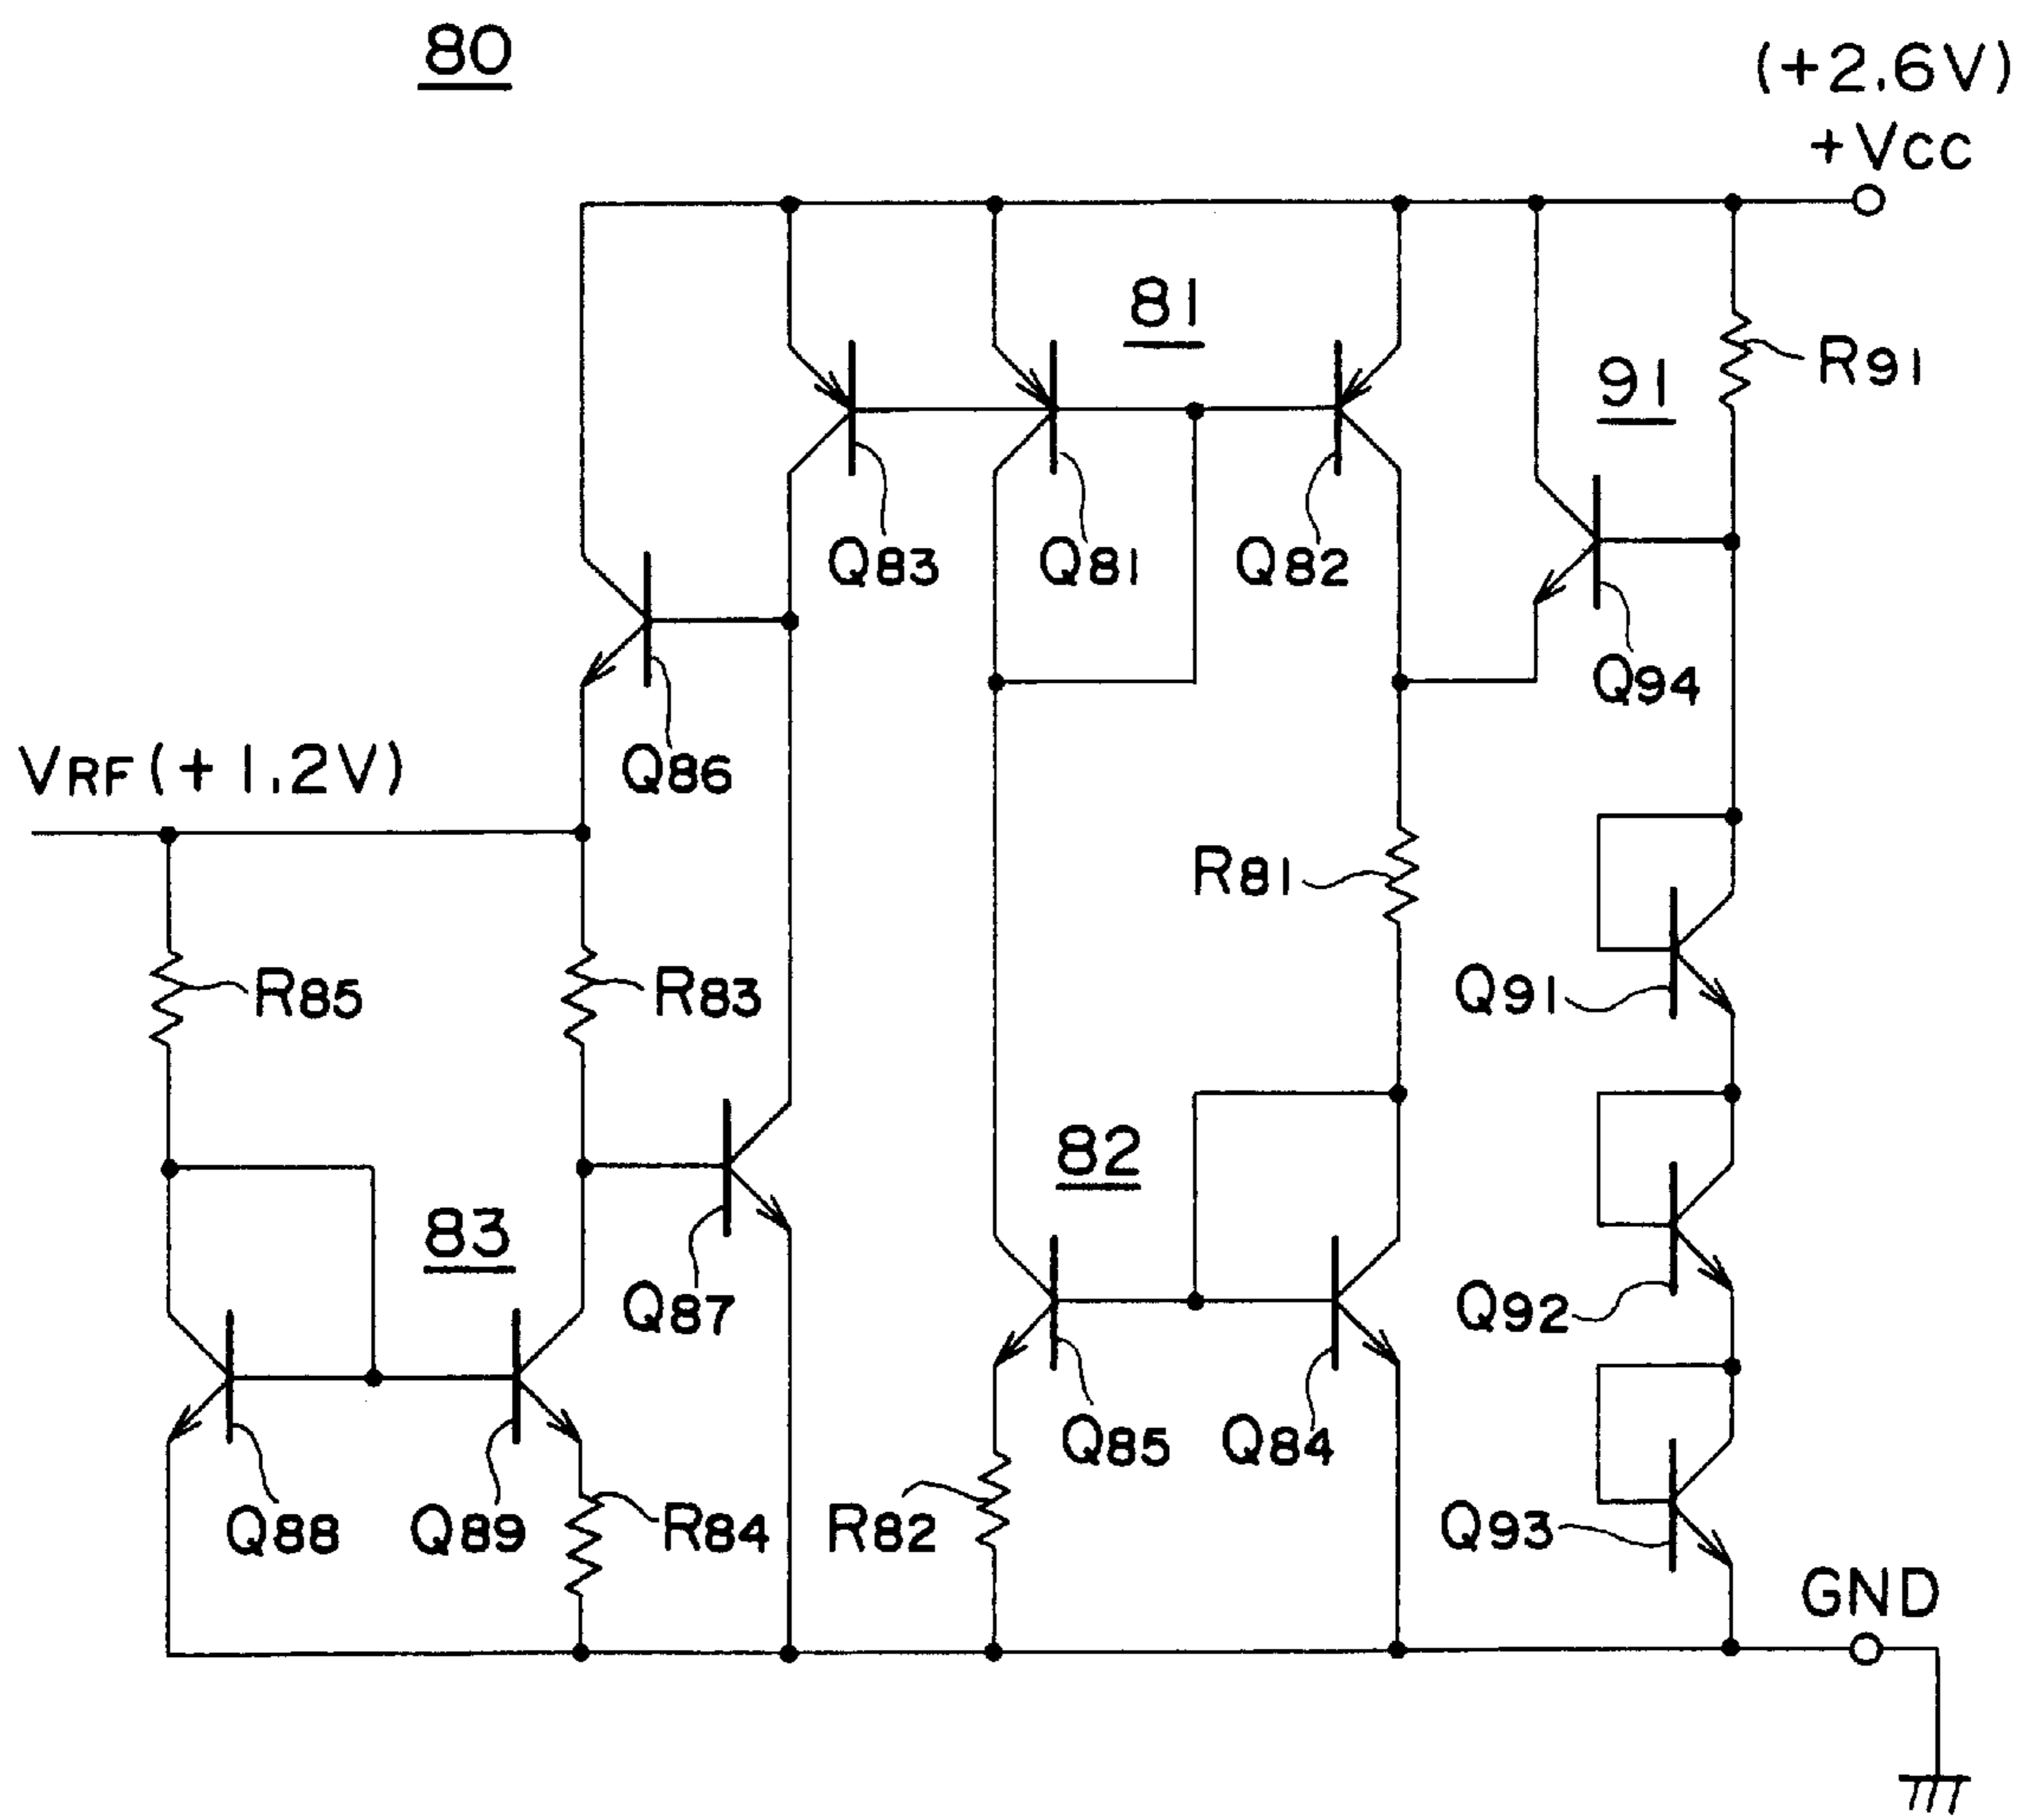 80
(+2.6V)
+VCC
81
91
R91
Q83
Q81
Q82
Q94
Q86
VRF(+1.2V)
R81
R85
R83
Q91
82
83
Q87
Q92
Q85
Q84
Q88
Q89
R84
R82
Q93
GND